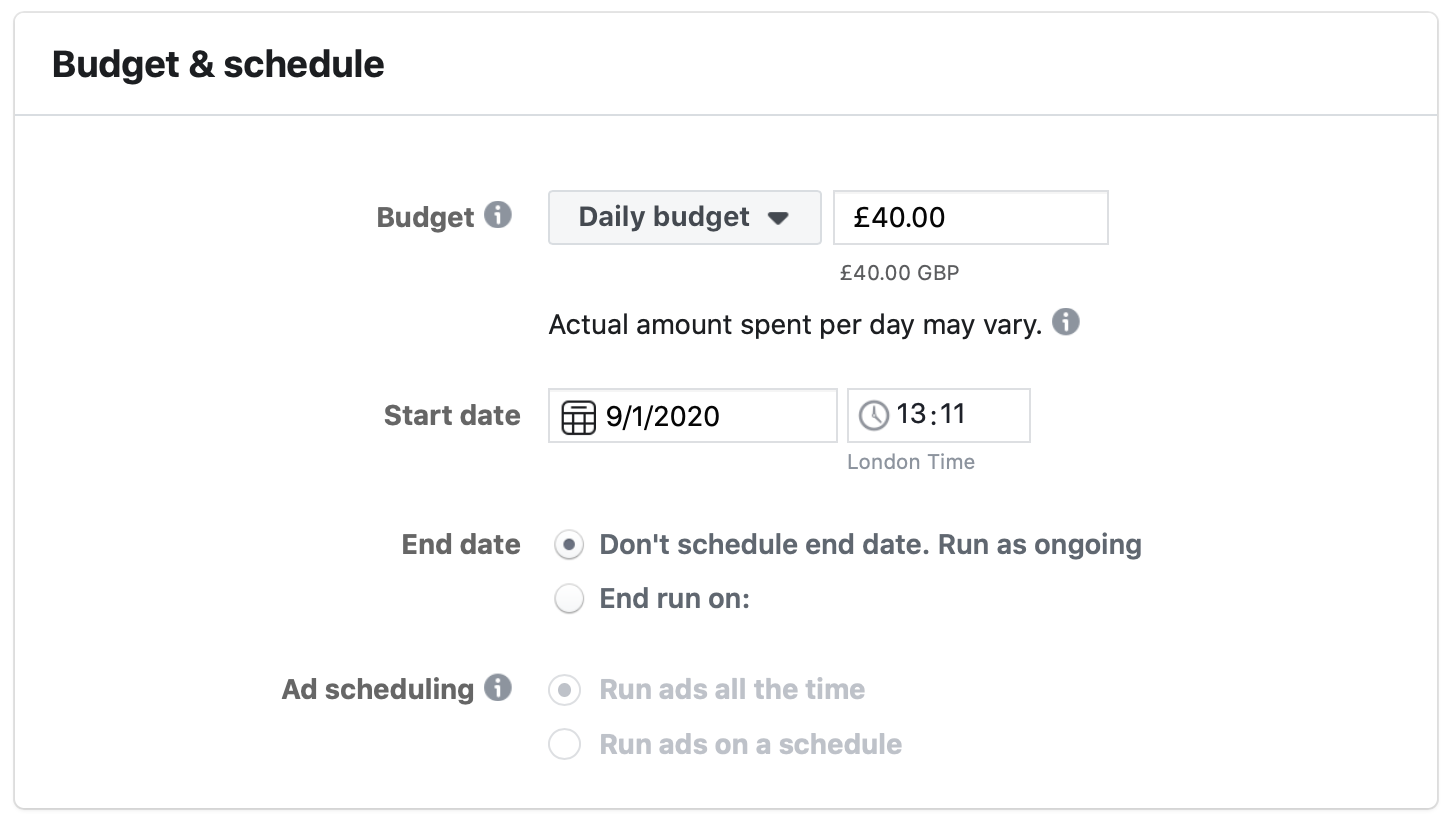 Budget & schedule
Budget Daily budget £40.00
£40.00 GBP
Actual amount spent per day may vary.
Start date 9/1/2020 13:11
London Time
End date Don't schedule end date. Run as ongoing
End run on:
Ad scheduling Run ads all the time
Run ads on a schedule